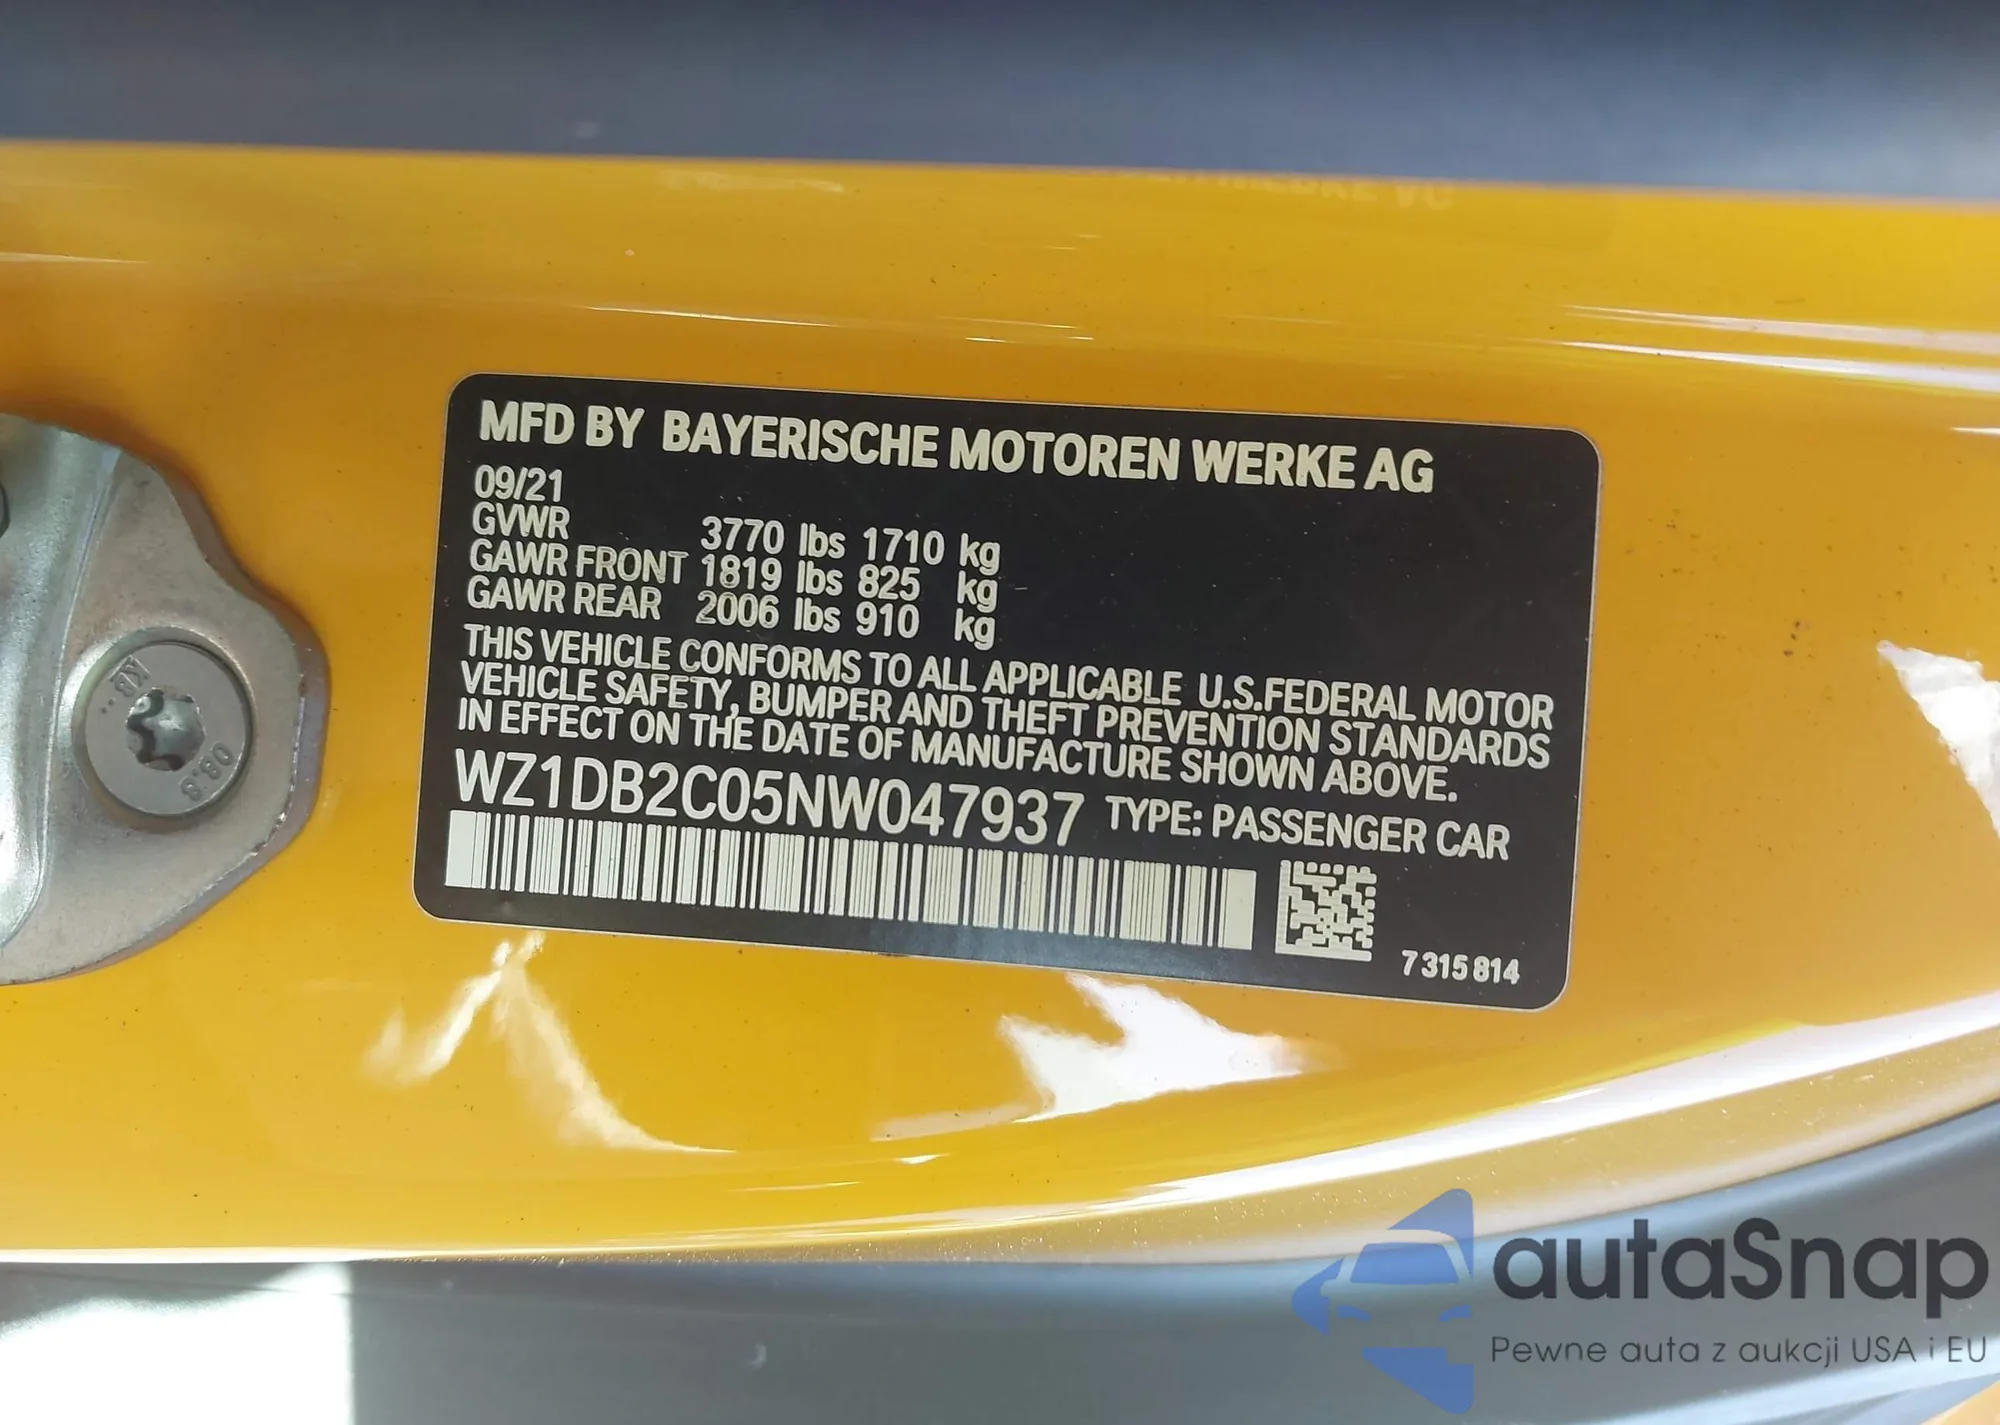 MFD BY BAYERISCHE MOTOREN WERKE AG
09/21
GVWR 3770 lbs 1710 kg
GAWR FRONT 1819 lbs 825 kg
GAWR REAR 2006 lbs 910 kg
THIS VEHICLE CONFORMS TO ALL APPLICABLE U.S.FEDERAL MOTOR
VEHICLE SAFETY, BUMPER AND THEFT PREVENTION STANDARDS
IN EFFECT ON THE DATE OF MANUFACTURE SHOWN ABOVE.
WZ1DB2C05NW047937 TYPE: PASSENGER CAR
7 315 814
KB
08.8
autaSnap
Pewne auta z aukcji USA i EU